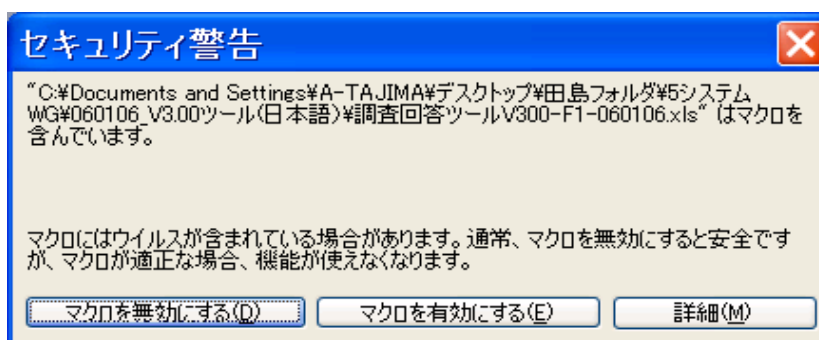 セキュリティ警告
"C:¥Documents and Settings¥A-TAJIMA¥デスクトップ¥田島フォルダ¥5システム
WG¥060106_V3.00ツール(日本語)¥調査回答ツールV300-F1-060106.xls" はマクロを
含んでいます。
マクロにはウイルスが含まれている場合があります。通常、マクロを無効にすると安全です
が、マクロが適正な場合、機能が使えなくなります。
マクロを無効にする(D) マクロを有効にする(E) 詳細(M)